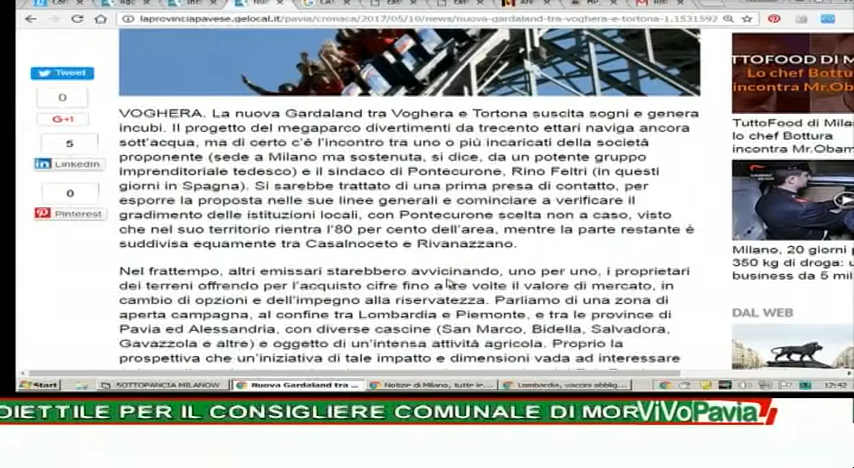 laprovinciapavese.gelocal.it/pavia/cronaca/2017/05/10/news/nuova-gardaland-tra-voghera-e-tortona-1.1531592
Tweet
0
G+1
5
LinkedIn
0
Pinterest
VOGHERA. La nuova Gardaland tra Voghera e Tortona suscita sogni e genera
incubi. Il progetto del megaparco divertimenti da trecento ettari naviga ancora
sott'acqua, ma di certo c'è l'incontro tra uno o più incaricati della società
proponente (sede a Milano ma sostenuta, si dice, da un potente gruppo
imprenditoriale tedesco) e il sindaco di Pontecurone, Rino Feltri (in questi
giorni in Spagna). Si sarebbe trattato di una prima presa di contatto, per
esporre la proposta nelle sue linee generali e cominciare a verificare il
gradimento delle istituzioni locali, con Pontecurone scelta non a caso, visto
che nel suo territorio rientra l'80 per cento dell'area, mentre la parte restante è
suddivisa equamente tra Casalnoceto e Rivanazzano.
Nel frattempo, altri emissari starebbero avvicinando, uno per uno, i proprietari
dei terreni offrendo per l'acquisto cifre fino a tre volte il valore di mercato, in
cambio di opzioni e dell'impegno alla riservatezza. Parliamo di una zona di
aperta campagna, al confine tra Lombardia e Piemonte, e tra le province di
Pavia ed Alessandria, con diverse cascine (San Marco, Bidella, Salvadora,
Gavazzola e altre) e oggetto di un'intensa attività agricola. Proprio la
prospettiva che un'iniziativa di tale impatto e dimensioni vada ad interessare
TTOFOOD DI M
Lo chef Bottura
incontra Mr.Oba
TuttoFood di Mila
lo chef Bottura
incontra Mr.Obam
Milano, 20 giorni
350 kg di droga: u
business da 5 mil
DAL WEB
Start
SOTTOPANCIA MILANOW
Nuova Gardaland tra ...
Notizie di Milano, tutte le...
Lombardia, vaccini obblig...
17:42
OIETTILE PER IL CONSIGLIERE COMUNALE DI MOR
ViVoPavia